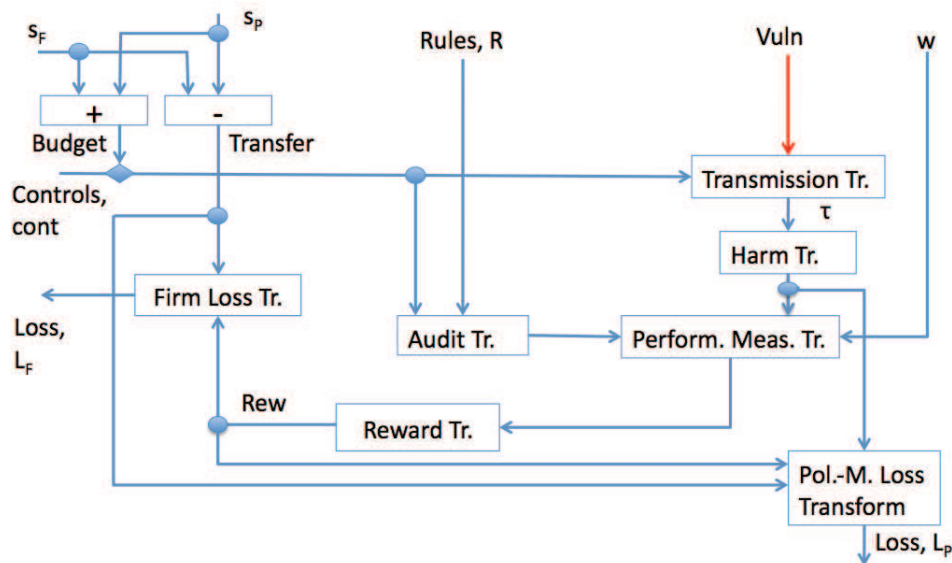 s_F
s_P
Rules, R
Vuln
w
+
-
Budget
Transfer
Controls,
cont
Transmission Tr.
τ
Harm Tr.
Firm Loss Tr.
Loss,
L_F
Audit Tr.
Perform. Meas. Tr.
Rew
Reward Tr.
Pol.-M. Loss
Transform
Loss, L_P